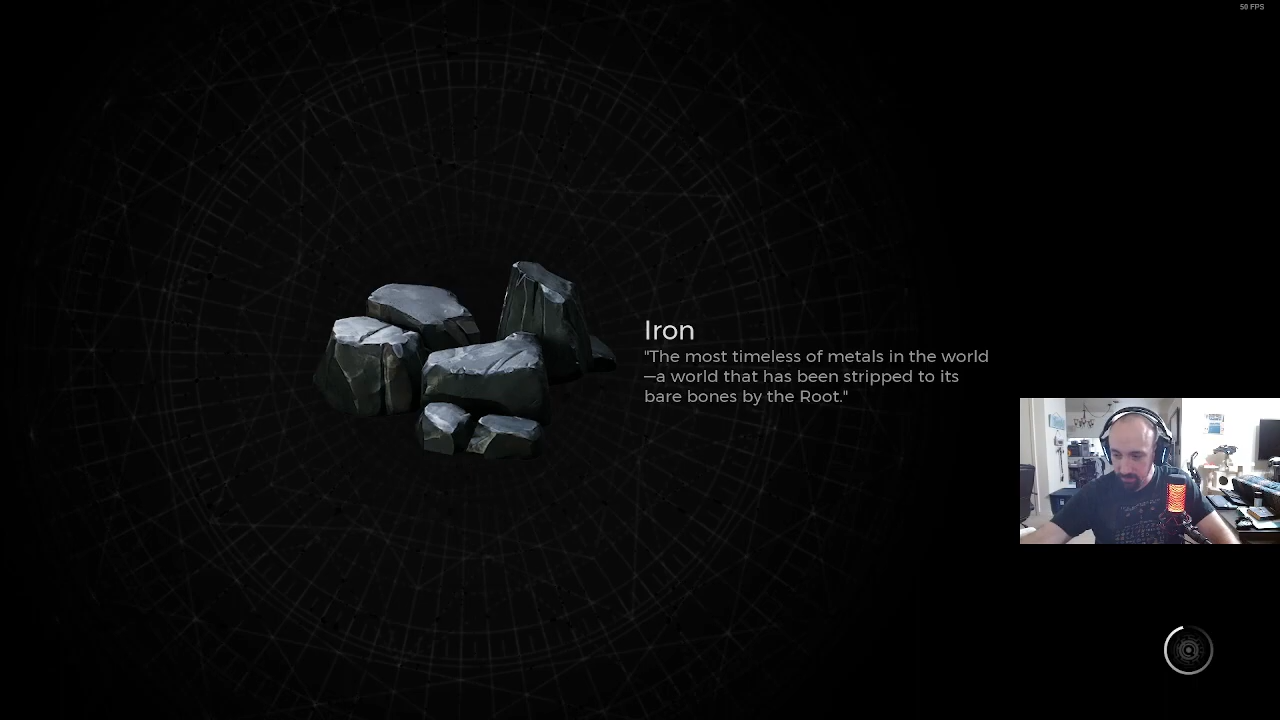 50 FPS
Iron
"The most timeless of metals in the world
—a world that has been stripped to its
bare bones by the Root."